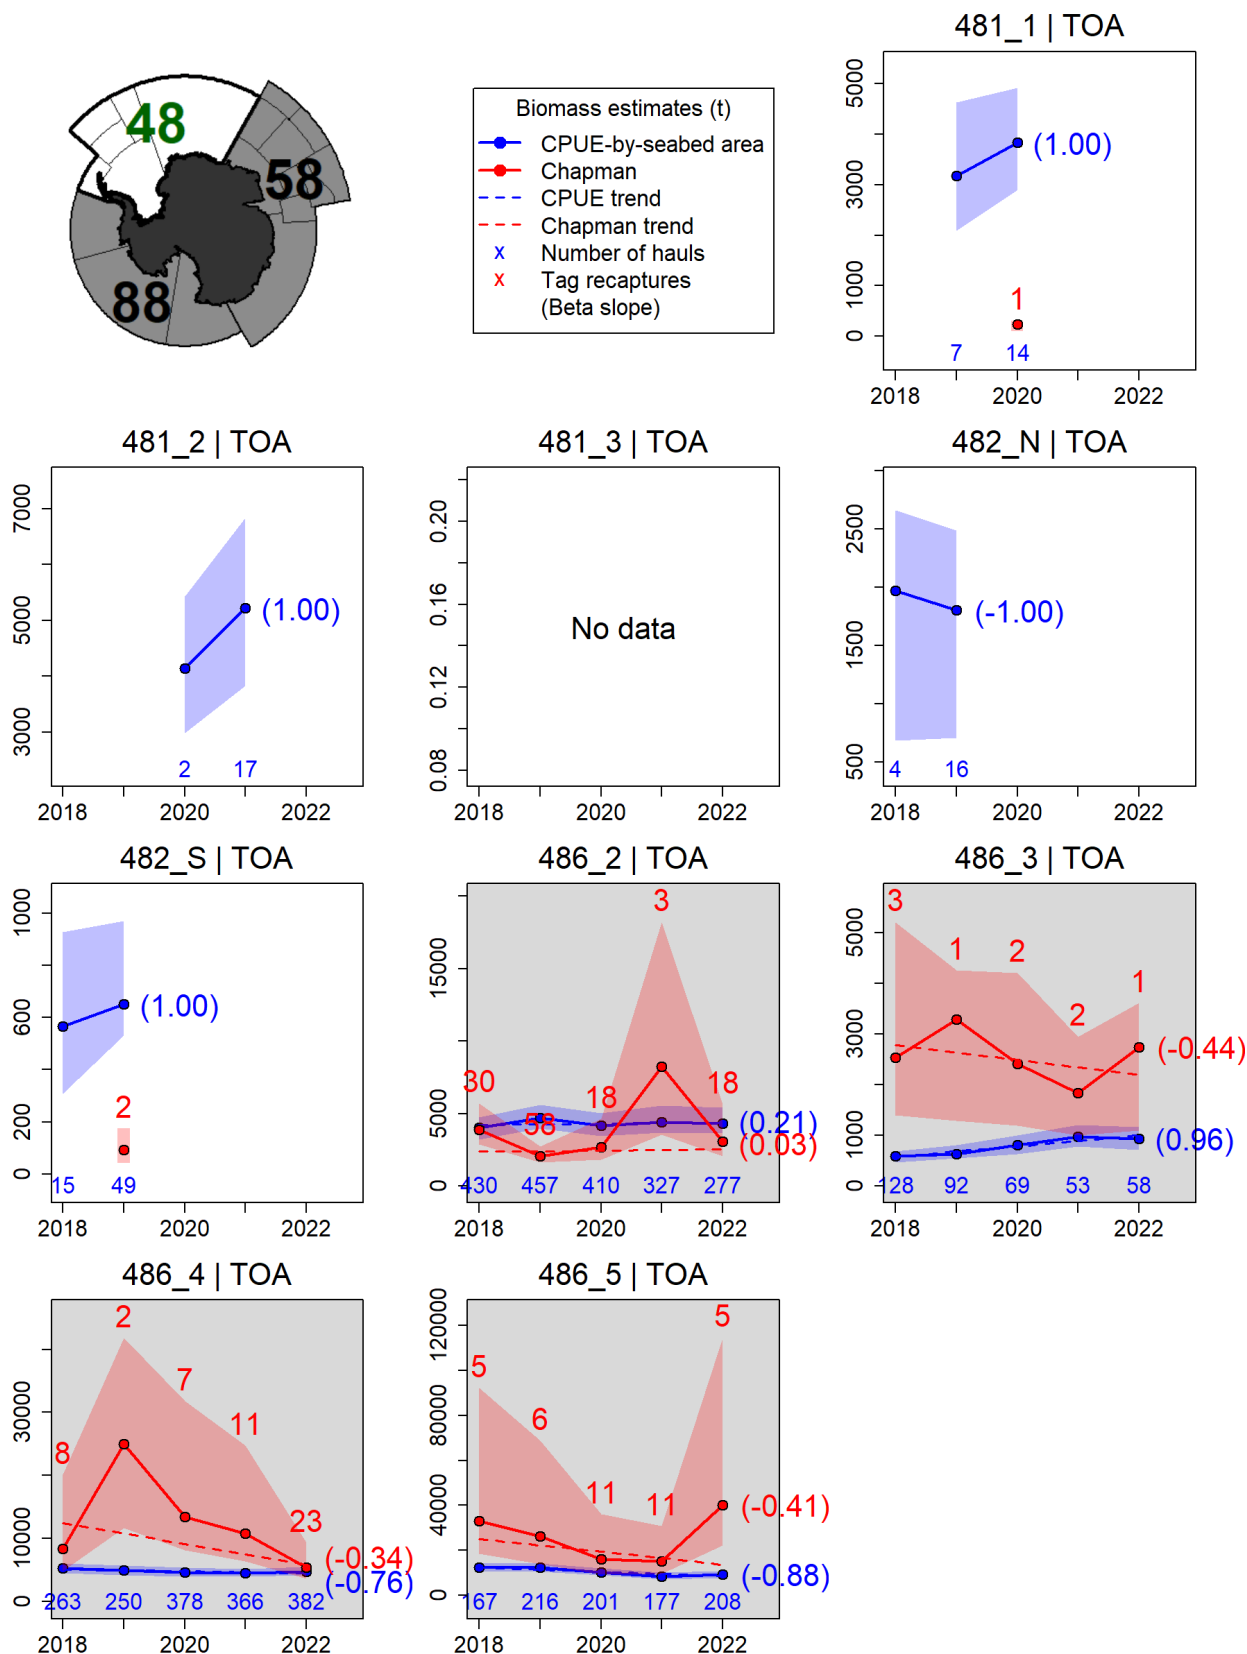 48
58
88
Biomass estimates (t)
CPUE-by-seabed area
Chapman
CPUE trend
Chapman trend
x Number of hauls
x Tag recaptures
(Beta slope)
481_1 | TOA
5000
3000
1000
0
(1.00)
1
7 14
2018 2020 2022
481_2 | TOA
7000
5000
3000
(1.00)
2 17
2018 2020 2022
481_3 | TOA
0.20
0.16
0.12
0.08
No data
2018 2020 2022
482_N | TOA
2500
1500
500
(-1.00)
4 16
2018 2020 2022
482_S | TOA
1000
600
200
0
(1.00)
2
15 49
2018 2020 2022
486_2 | TOA
15000
5000
0
30 58 18 3 18
(0.21)
(0.03)
430 457 410 327 277
2018 2020 2022
486_3 | TOA
5000
3000
1000
0
3 1 2 2 1
(-0.44)
(0.96)
128 92 69 53 58
2018 2020 2022
486_4 | TOA
30000
10000
0
8 2 7 11 23
(-0.34)
(-0.76)
263 250 378 366 382
2018 2020 2022
486_5 | TOA
120000
80000
40000
0
5 6 11 11 5
(-0.41)
(-0.88)
167 216 201 177 208
2018 2020 2022